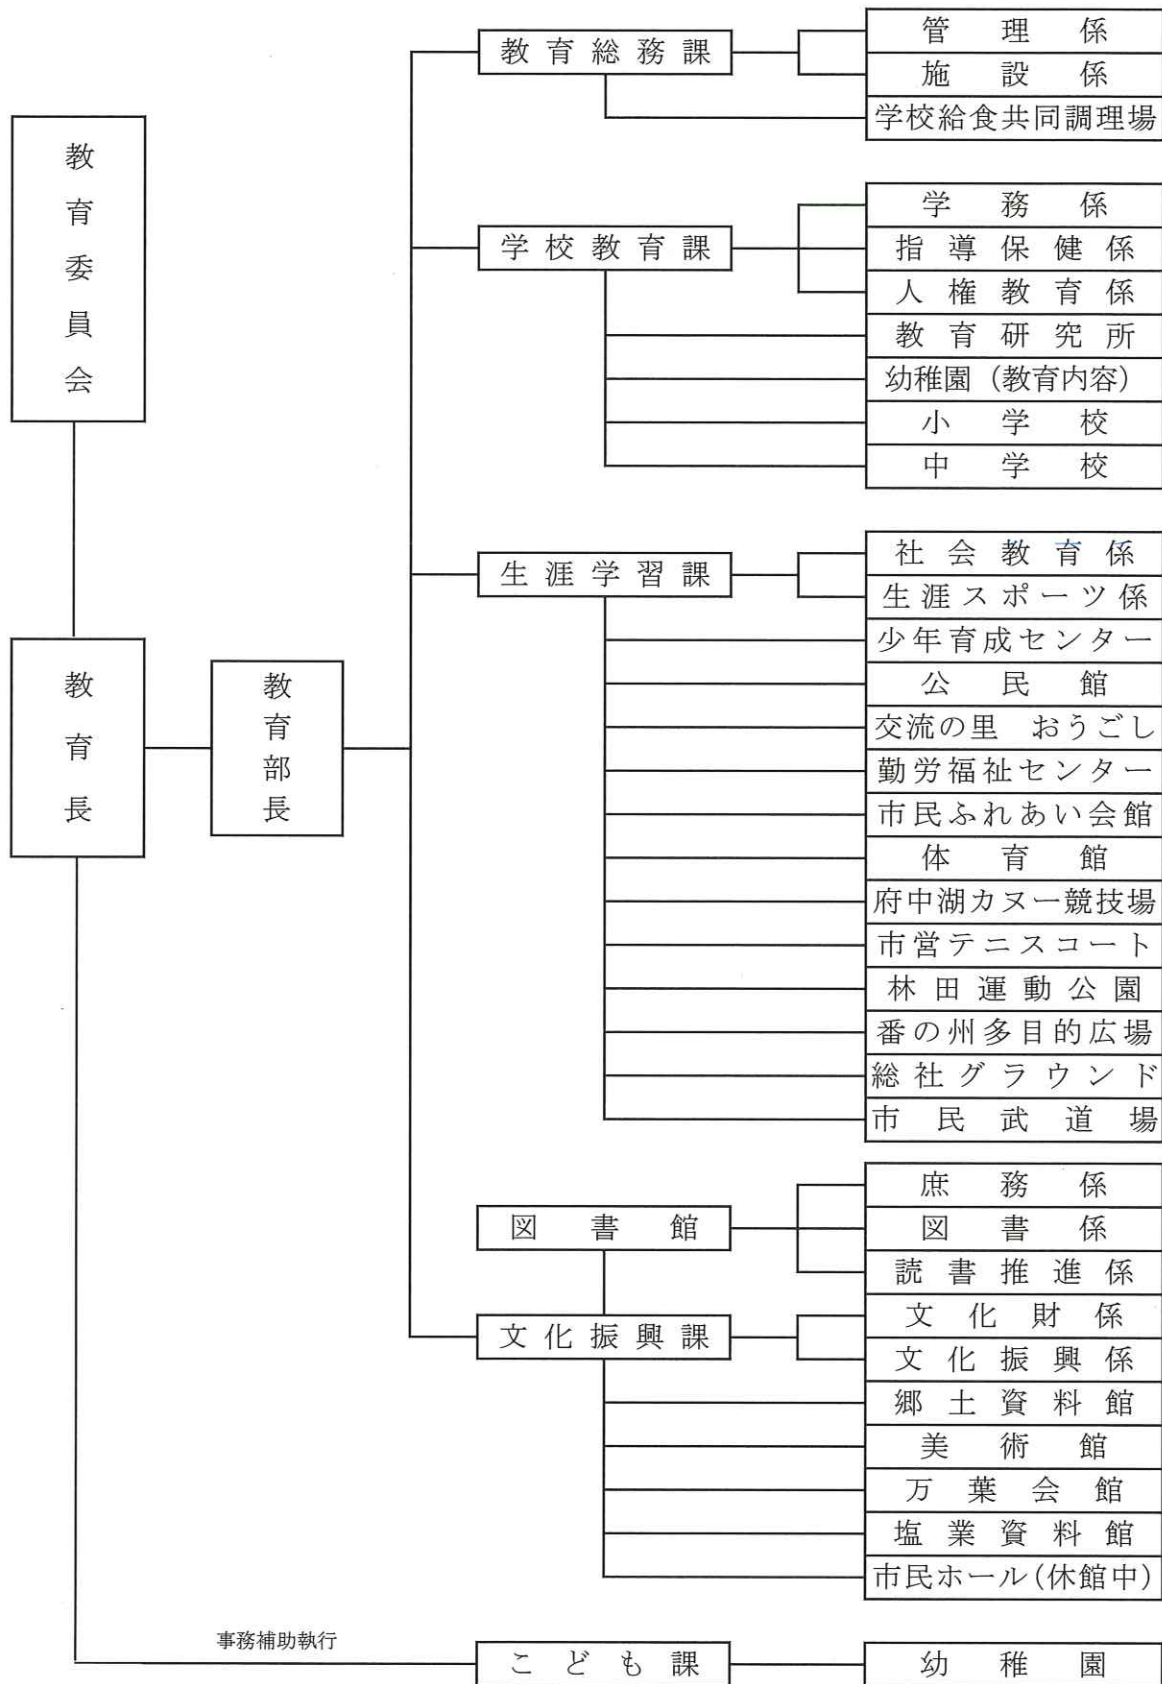 教育委員会
教育長
教育部長
教育総務課
管理係
施設係
学校給食共同調理場
学校教育課
学務係
指導保健係
人権教育係
教育研究所
幼稚園（教育内容）
小学校
中学校
生涯学習課
社会教育係
生涯スポーツ係
少年育成センター
公民館
交流の里　おうごし
勤労福祉センター
市民ふれあい会館
体育館
府中湖カヌー競技場
市営テニスコート
林田運動公園
番の州多目的広場
総社グラウンド
市民武道場
図書館
庶務係
図書係
読書推進係
文化振興課
文化財係
文化振興係
郷土資料館
美術館
万葉会館
塩業資料館
市民ホール(休館中)
事務補助執行
こども課
幼稚園